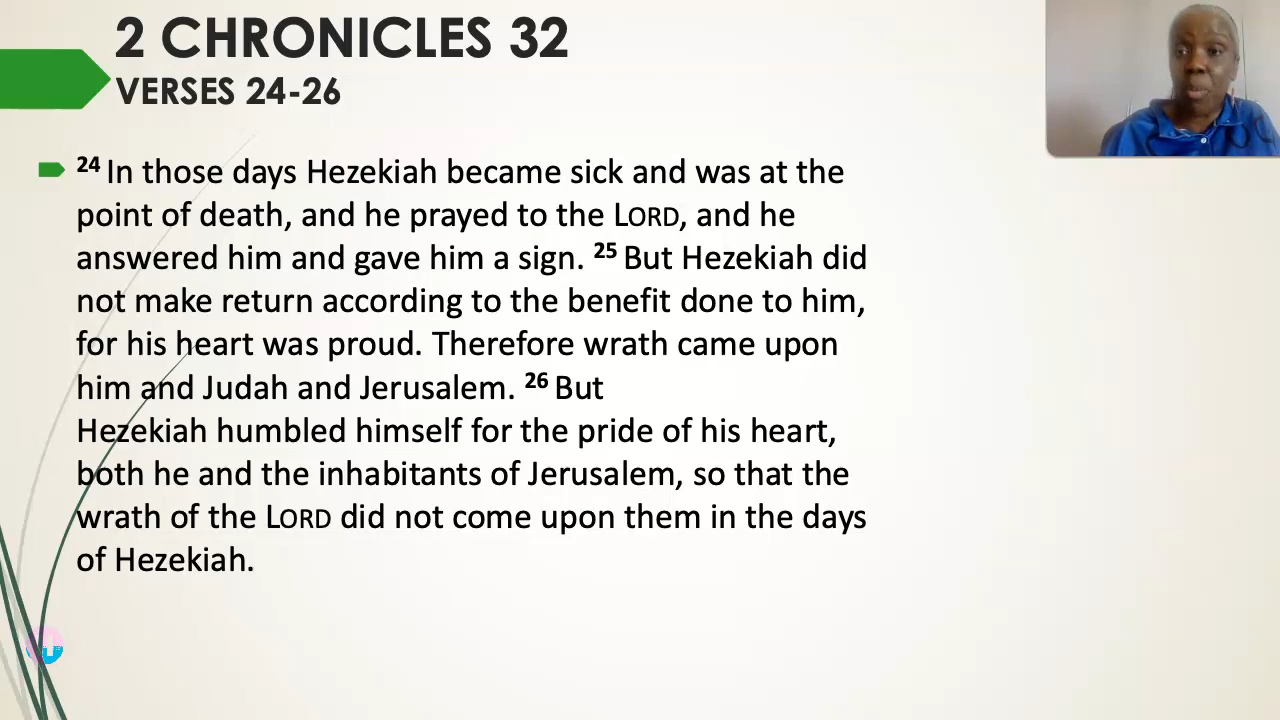 2 CHRONICLES 32
VERSES 24-26
24 In those days Hezekiah became sick and was at the
point of death, and he prayed to the LORD, and he
answered him and gave him a sign. 25 But Hezekiah did
not make return according to the benefit done to him,
for his heart was proud. Therefore wrath came upon
him and Judah and Jerusalem. 26 But
Hezekiah humbled himself for the pride of his heart,
both he and the inhabitants of Jerusalem, so that the
wrath of the LORD did not come upon them in the days
of Hezekiah.